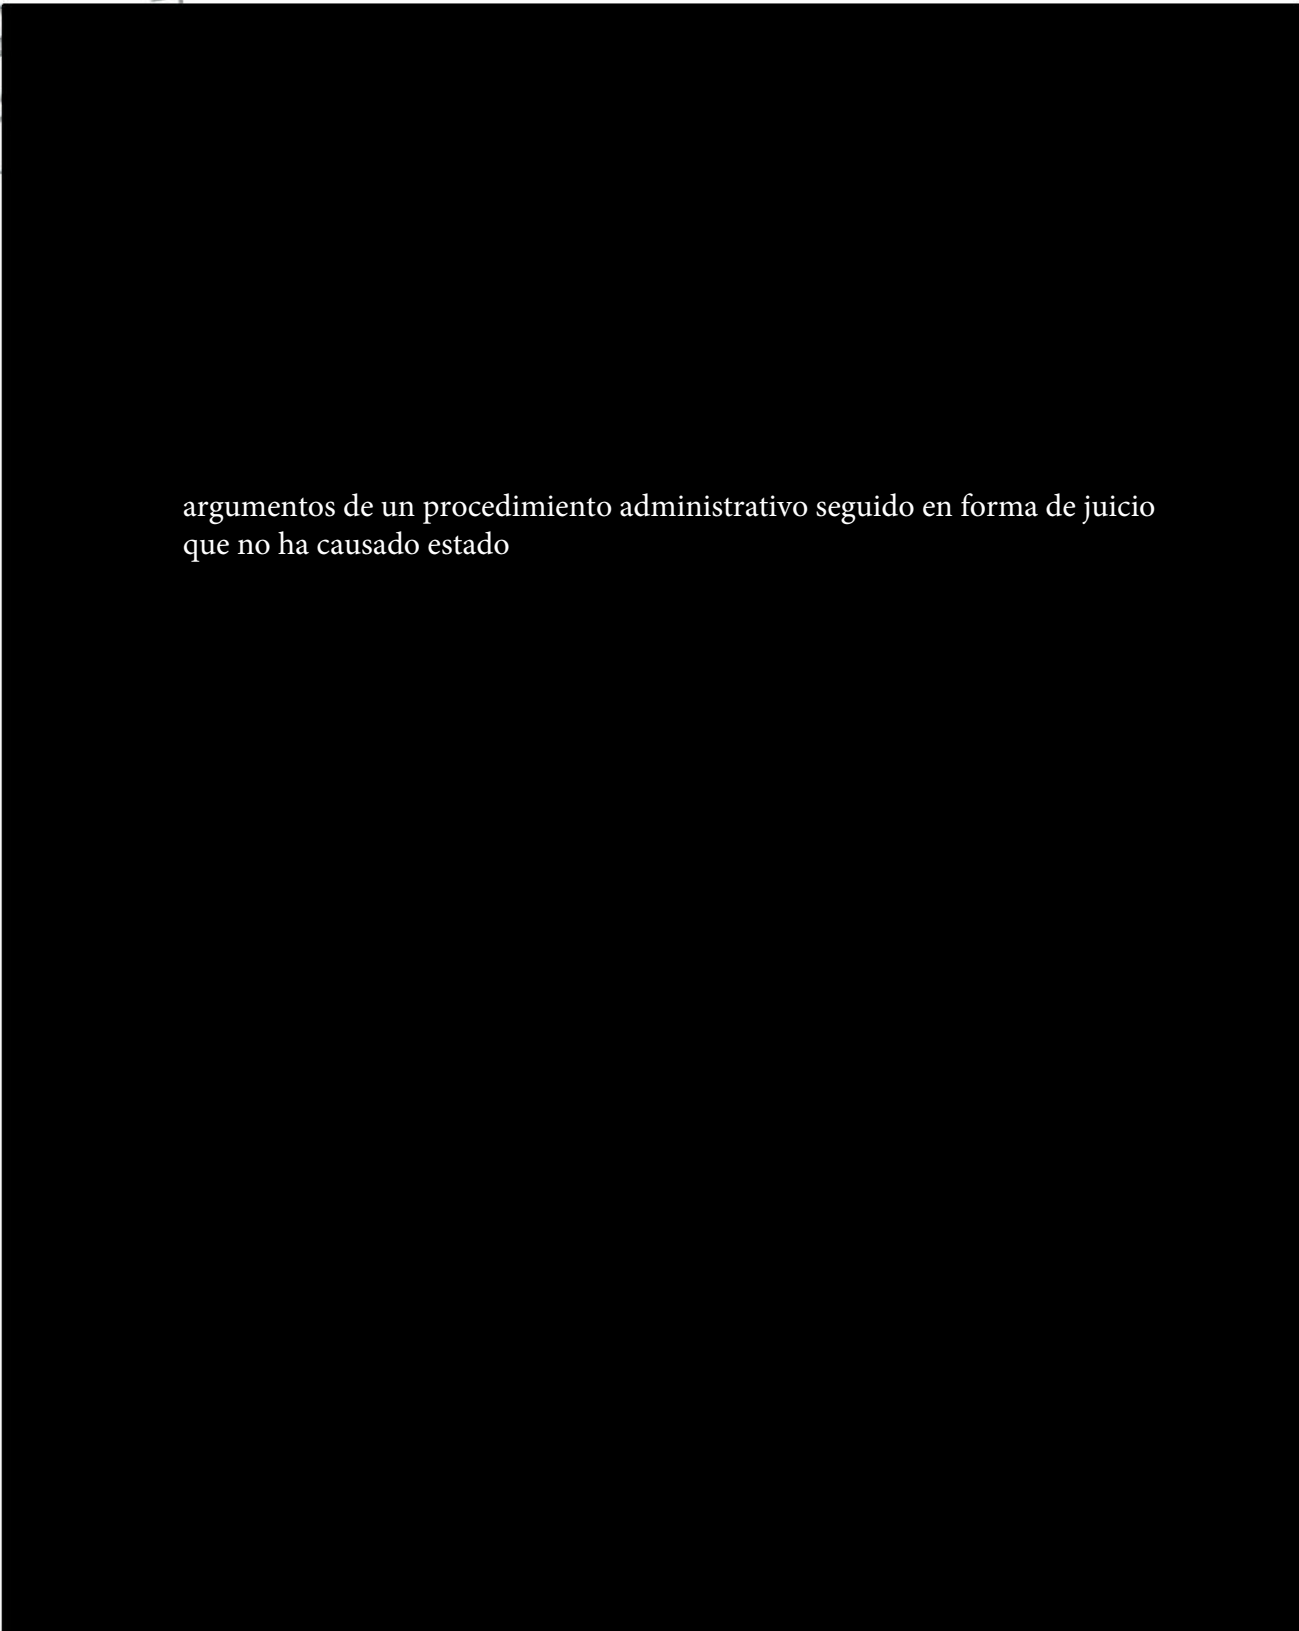 argumentos de un procedimiento administrativo seguido en forma de juicio
que no ha causado estado